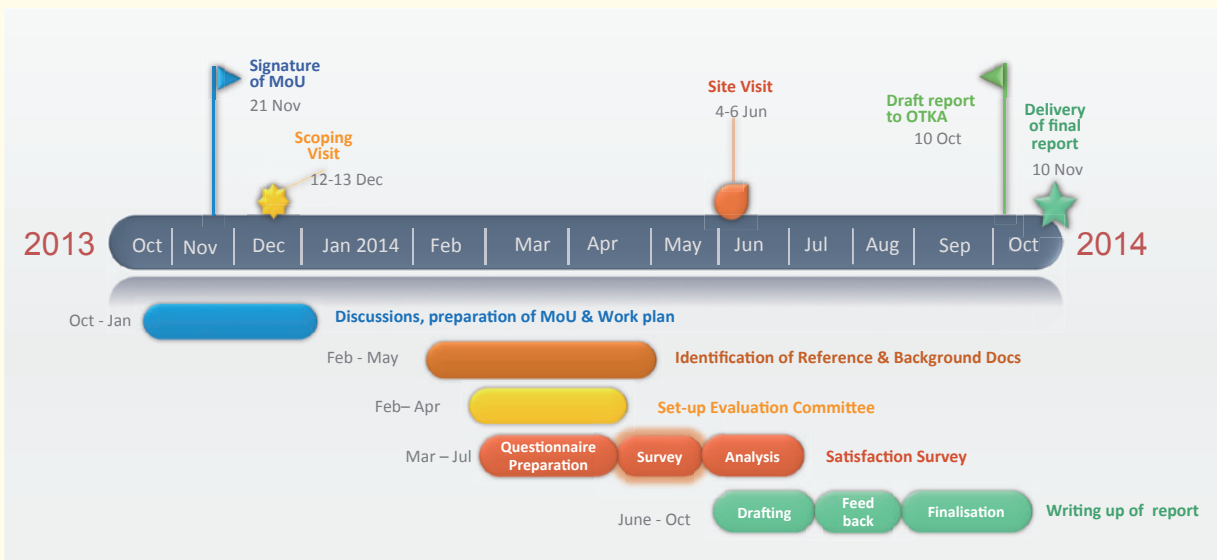 Signature
of MoU
21 Nov
Scoping
Visit
12-13 Dec
Site Visit
4-6 Jun
Draft report
to OTKA
10 Oct
Delivery
of final
report
10 Nov
2013 Oct Nov Dec Jan 2014 Feb Mar Apr May Jun Jul Aug Sep Oct 2014
Oct - Jan Discussions, preparation of MoU & Work plan
Feb - May Identification of Reference & Background Docs
Feb– Apr Set-up Evaluation Committee
Mar – Jul
Questionnaire
Preparation
Survey
Analysis
Satisfaction Survey
June - Oct
Drafting
Feed
back
Finalisation
Writing up of report